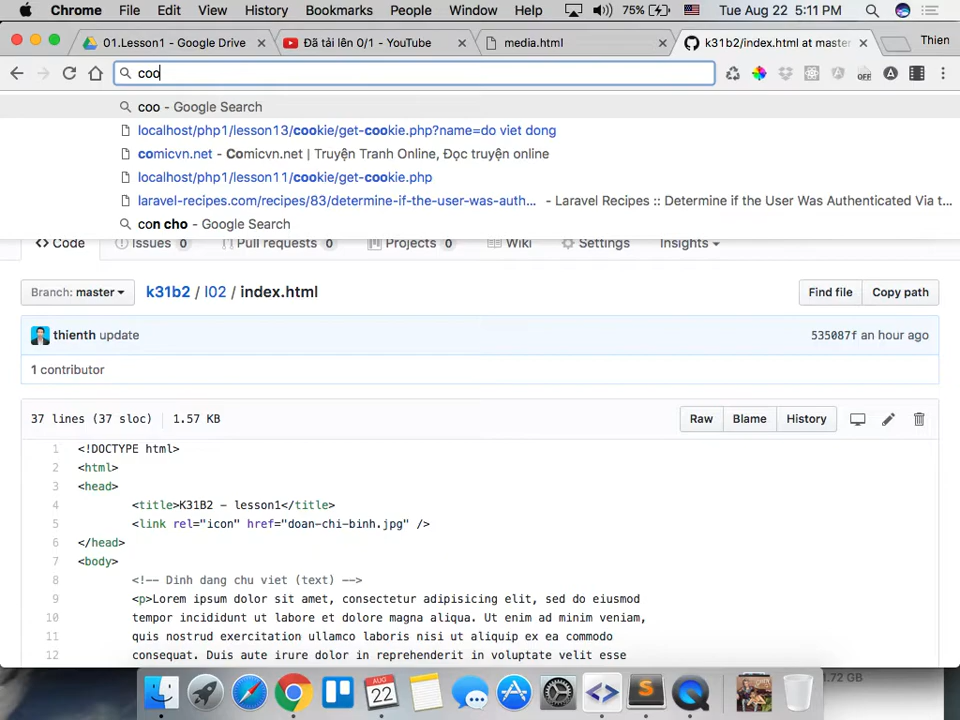 Chrome File Edit View History Bookmarks People Window Help 75% Tue Aug 22 5:11 PM
01.Lesson1 - Google Drive × Đã tải lên 0/1 - YouTube × media.html × k31b2/index.html at master × Thien
coo
OFF
coo - Google Search
localhost/php1/lesson13/cookie/get-cookie.php?name=do viet dong
comicvn.net - Comicvn.net | Truyện Tranh Online, Đọc truyện online
localhost/php1/lesson11/cookie/get-cookie.php
laravel-recipes.com/recipes/83/determine-if-the-user-was-auth... - Laravel Recipes :: Determine if the User Was Authenticated Via t...
con cho - Google Search
<> Code Issues 0 Pull requests 0 Projects 0 Wiki Settings Insights
Branch: master k31b2 / l02 / index.html Find file Copy path
thienth update 535087f an hour ago
1 contributor
37 lines (37 sloc) 1.57 KB Raw Blame History
1 <!DOCTYPE html>
2 <html>
3 <head>
4 <title>K31B2 - lesson1</title>
5 <link rel="icon" href="doan-chi-binh.jpg" />
6 </head>
7 <body>
8 <!-- Dinh dang chu viet (text) -->
9 <p>Lorem ipsum dolor sit amet, consectetur adipisicing elit, sed do eiusmod
10 tempor incididunt ut labore et dolore magna aliqua. Ut enim ad minim veniam,
11 quis nostrud exercitation ullamco laboris nisi ut aliquip ex ea commodo
12 consequat. Duis aute irure dolor in reprehenderit in voluptate velit esse
1.72 GB
AUG
22